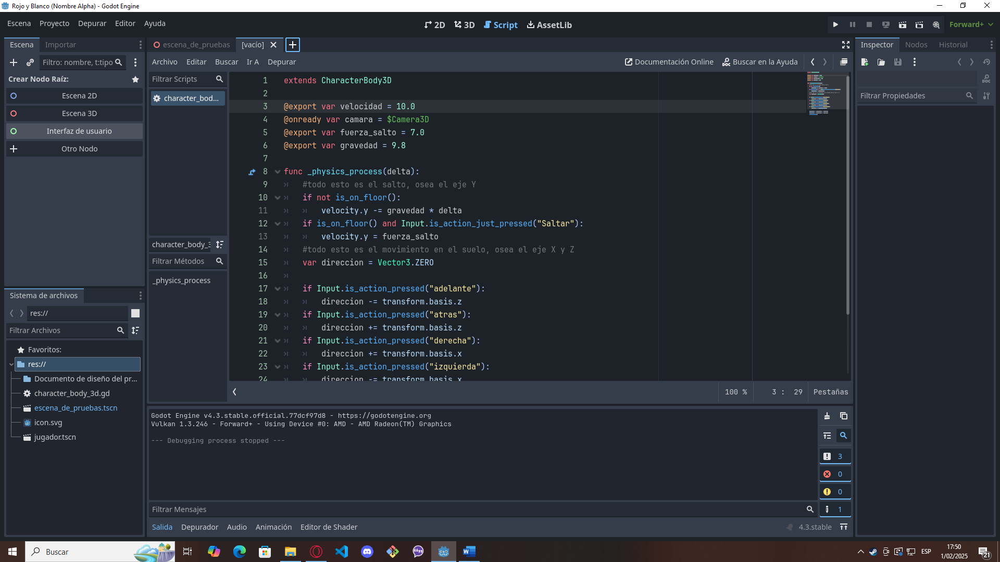 Rojo y Blanco (Nombre Alpha) - Godot Engine
Escena Proyecto Depurar Editor Ayuda
2D 3D Script AssetLib
Forward+
Escena Importar
Filtro: nombre, t:tipo
Crear Nodo Raíz:
Escena 2D
Escena 3D
Interfaz de usuario
Otro Nodo
Sistema de archivos
res://
Filtrar Archivos
Favoritos:
res://
Documento de diseño del pr...
character_body_3d.gd
escena_de_pruebas.tscn
icon.svg
jugador.tscn
escena_de_pruebas [vacío]
Archivo Editar Buscar Ir A Depurar
Documentación Online Buscar en la Ayuda
Filtrar Scripts
character_bod...
character_body_3
Filtrar Métodos
_physics_process
1 extends CharacterBody3D
2
3 @export var velocidad = 10.0
4 @onready var camara = $Camera3D
5 @export var fuerza_salto = 7.0
6 @export var gravedad = 9.8
7
8 func _physics_process(delta):
9 #todo esto es el salto, osea el eje Y
10 if not is_on_floor():
11 velocity.y -= gravedad * delta
12 if is_on_floor() and Input.is_action_just_pressed("Saltar"):
13 velocity.y = fuerza_salto
14 #todo esto es el movimiento en el suelo, osea el eje X y Z
15 var direccion = Vector3.ZERO
16
17 if Input.is_action_pressed("adelante"):
18 direccion -= transform.basis.z
19 if Input.is_action_pressed("atras"):
20 direccion += transform.basis.z
21 if Input.is_action_pressed("derecha"):
22 direccion += transform.basis.x
23 if Input.is_action_pressed("izquierda"):
24 direccion -= transform.basis.x
100 % 3 : 29 Pestañas
Godot Engine v4.3.stable.official.77dcf97d8 - https://godotengine.org
Vulkan 1.3.246 - Forward+ - Using Device #0: AMD - AMD Radeon(TM) Graphics
--- Debugging process stopped ---
3
0
0
1
Filtrar Mensajes
Salida Depurador Audio Animación Editor de Shader
4.3.stable
Inspector Nodos Historial
Filtrar Propiedades
Buscar
ESP
17:50
1/02/2025
21